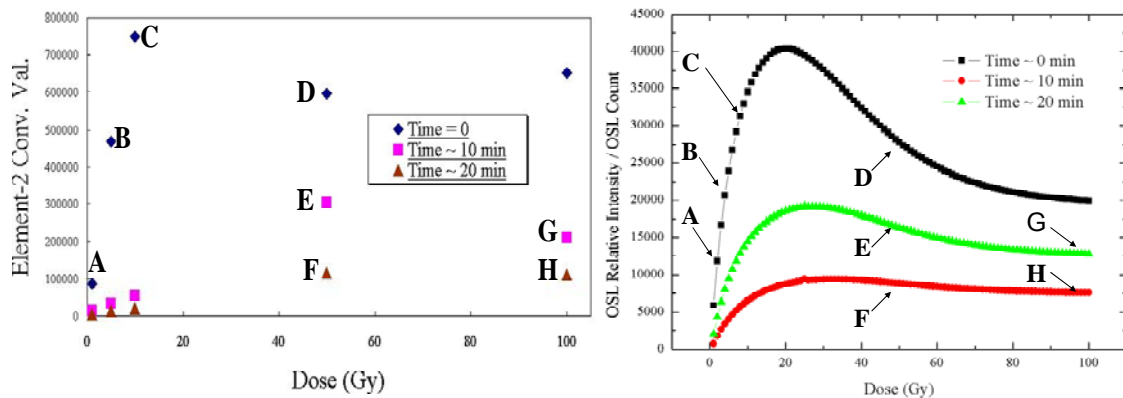 Element-2 Conv. Val.
800000
700000
600000
500000
400000
300000
200000
100000
0
0
20
40
60
80
100
Dose (Gy)
A
B
C
D
E
F
G
H
Time = 0
Time ~ 10 min
Time ~ 20 min
OSL Relative Intensity / OSL Count
40000
35000
30000
25000
20000
15000
10000
5000
0
0
20
40
60
80
100
Dose (Gy)
A
B
C
D
E
F
G
H
Time ~ 0 min
Time ~ 10 min
Time ~ 20 min